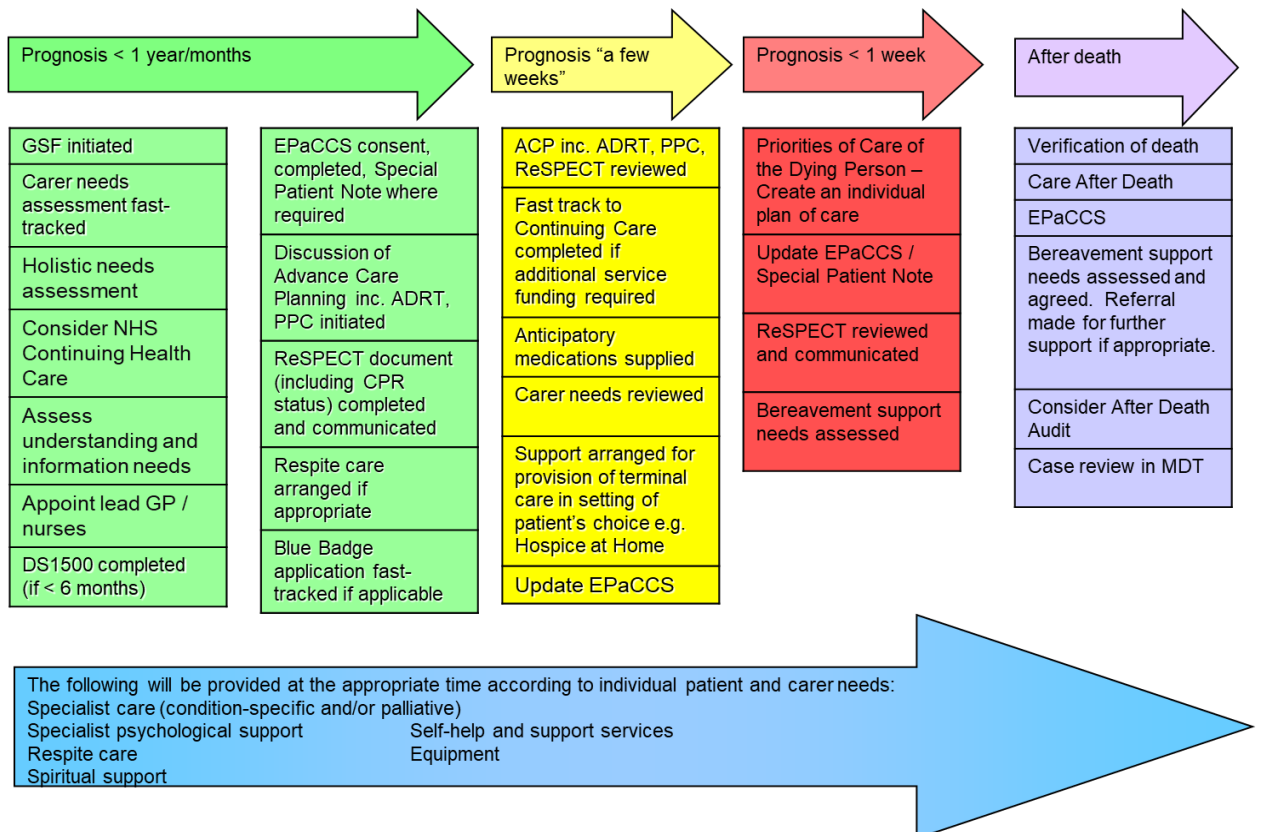 Prognosis < 1 year/months
Prognosis “a few
weeks”
Prognosis < 1 week
After death
GSF initiated
Carer needs
assessment fast-
tracked
Holistic needs
assessment
Consider NHS
Continuing Health
Care
Assess
understanding and
information needs
Appoint lead GP /
nurses
DS1500 completed
(if < 6 months)
EPaCCS consent,
completed, Special
Patient Note where
required
Discussion of
Advance Care
Planning inc. ADRT,
PPC initiated
ReSPECT document
(including CPR
status) completed
and communicated
Respite care
arranged if
appropriate
Blue Badge
application fast-
tracked if applicable
ACP inc. ADRT, PPC,
ReSPECT reviewed
Fast track to
Continuing Care
completed if
additional service
funding required
Anticipatory
medications supplied
Carer needs reviewed
Support arranged for
provision of terminal
care in setting of
patient’s choice e.g.
Hospice at Home
Update EPaCCS
Priorities of Care of
the Dying Person –
Create an individual
plan of care
Update EPaCCS /
Special Patient Note
ReSPECT reviewed
and communicated
Bereavement support
needs assessed
Verification of death
Care After Death
EPaCCS
Bereavement support
needs assessed and
agreed. Referral
made for further
support if appropriate.
Consider After Death
Audit
Case review in MDT
The following will be provided at the appropriate time according to individual patient and carer needs:
Specialist care (condition-specific and/or palliative)
Specialist psychological support Self-help and support services
Respite care Equipment
Spiritual support